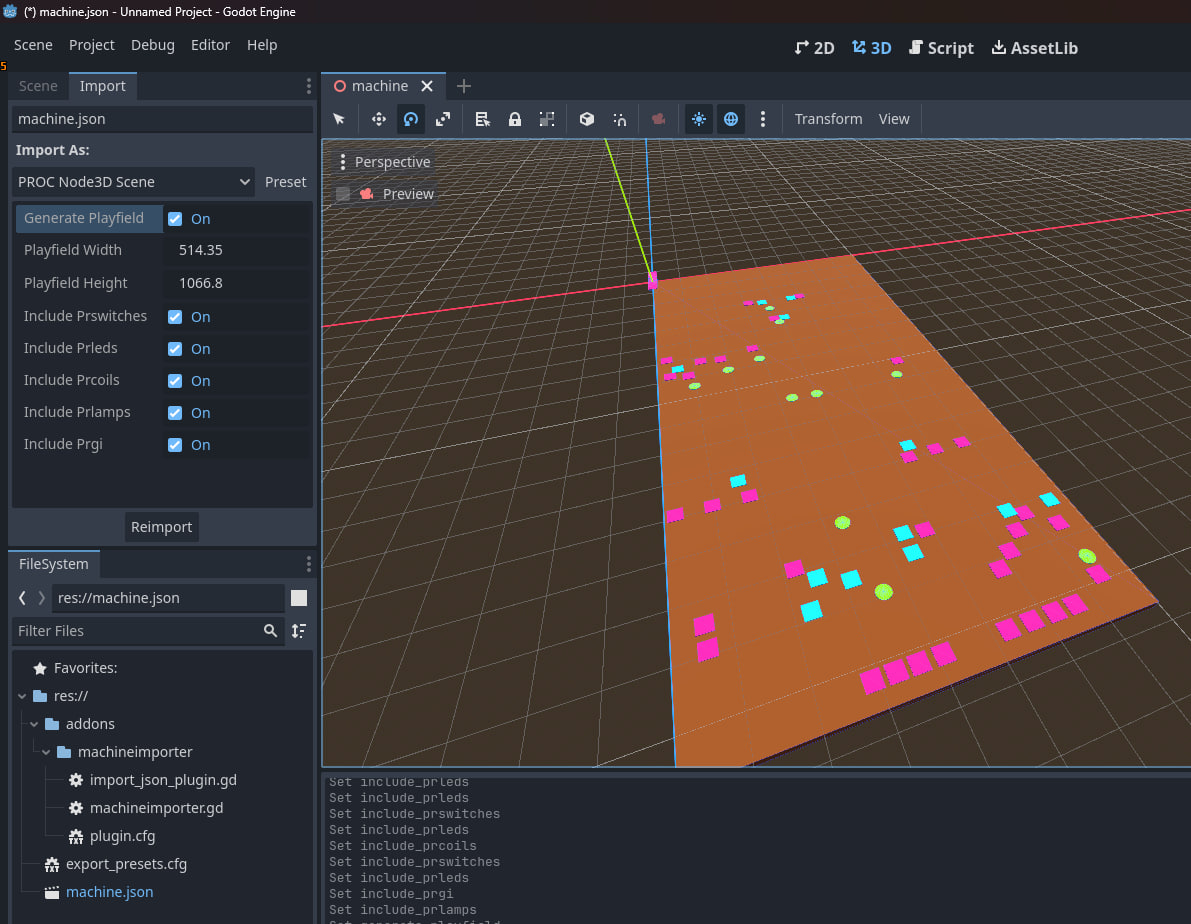 (*) machine.json - Unnamed Project - Godot Engine
Scene Project Debug Editor Help
2D 3D Script AssetLib
5
Scene Import
machine
machine.json
Transform View
Import As:
Perspective
PROC Node3D Scene Preset
Preview
Generate Playfield On
Playfield Width 514.35
Playfield Height 1066.8
Include Prswitches On
Include Prleds On
Include Prcoils On
Include Prlamps On
Include Prgi On
Reimport
FileSystem
res://machine.json
Filter Files
Favorites:
res://
addons
machineimporter
import_json_plugin.gd
machineimporter.gd
plugin.cfg
export_presets.cfg
machine.json
Set include_prleds
Set include_prleds
Set include_prswitches
Set include_prleds
Set include_prcoils
Set include_prswitches
Set include_prleds
Set include_prgi
Set include_prlamps
Set generate_playfield